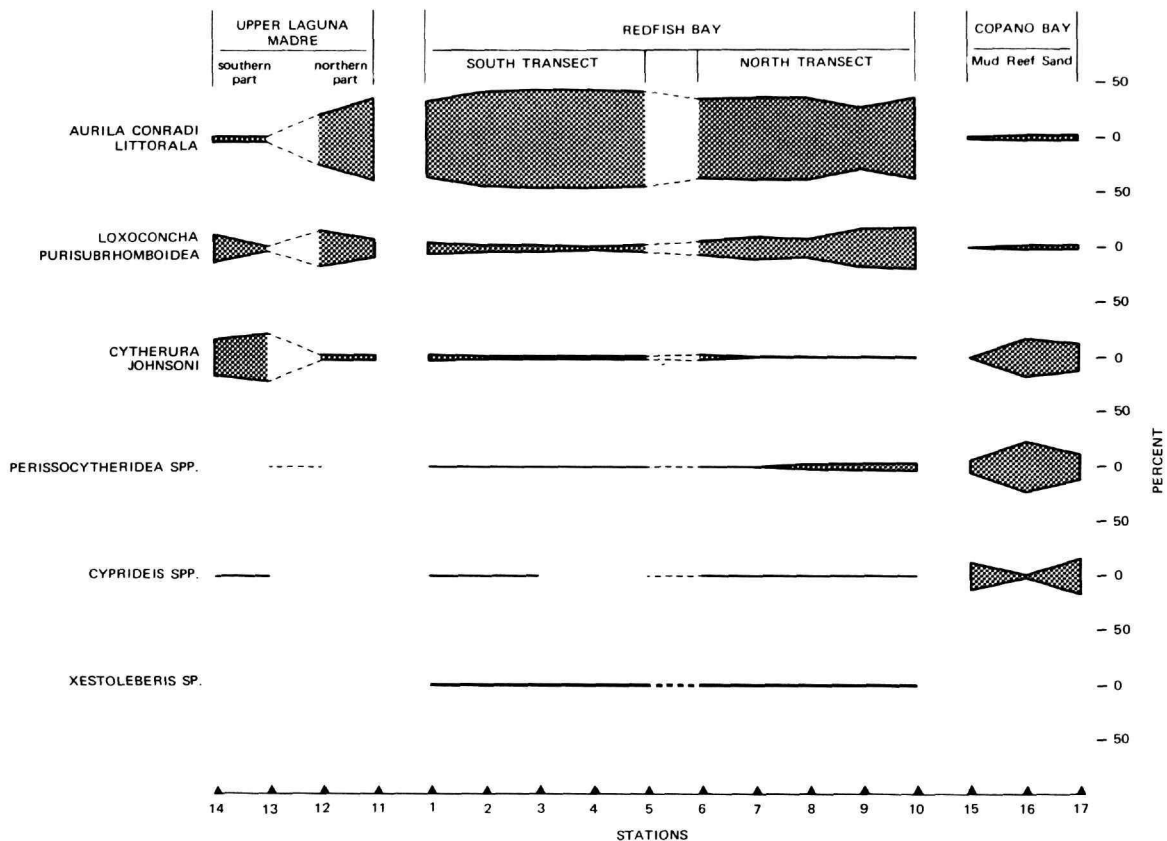 UPPER LAGUNA
MADRE
southern
part
northern
part
REDFISH BAY
SOUTH TRANSECT
NORTH TRANSECT
COPANO BAY
Mud Reef Sand
AURILA CONRADI
LITTORALA
LOXOCONCHA
PURISUBRHOMBOIDEA
CYTHERURA
JOHNSONI
PERISSOCYTHERIDEA SPP.
CYPRIDEIS SPP.
XESTOLEBERIS SP.
50
0
50
0
50
0
50
0
50
0
50
0
50
PERCENT
14 13 12 11 1 2 3 4 5 6 7 8 9 10 15 16 17
STATIONS